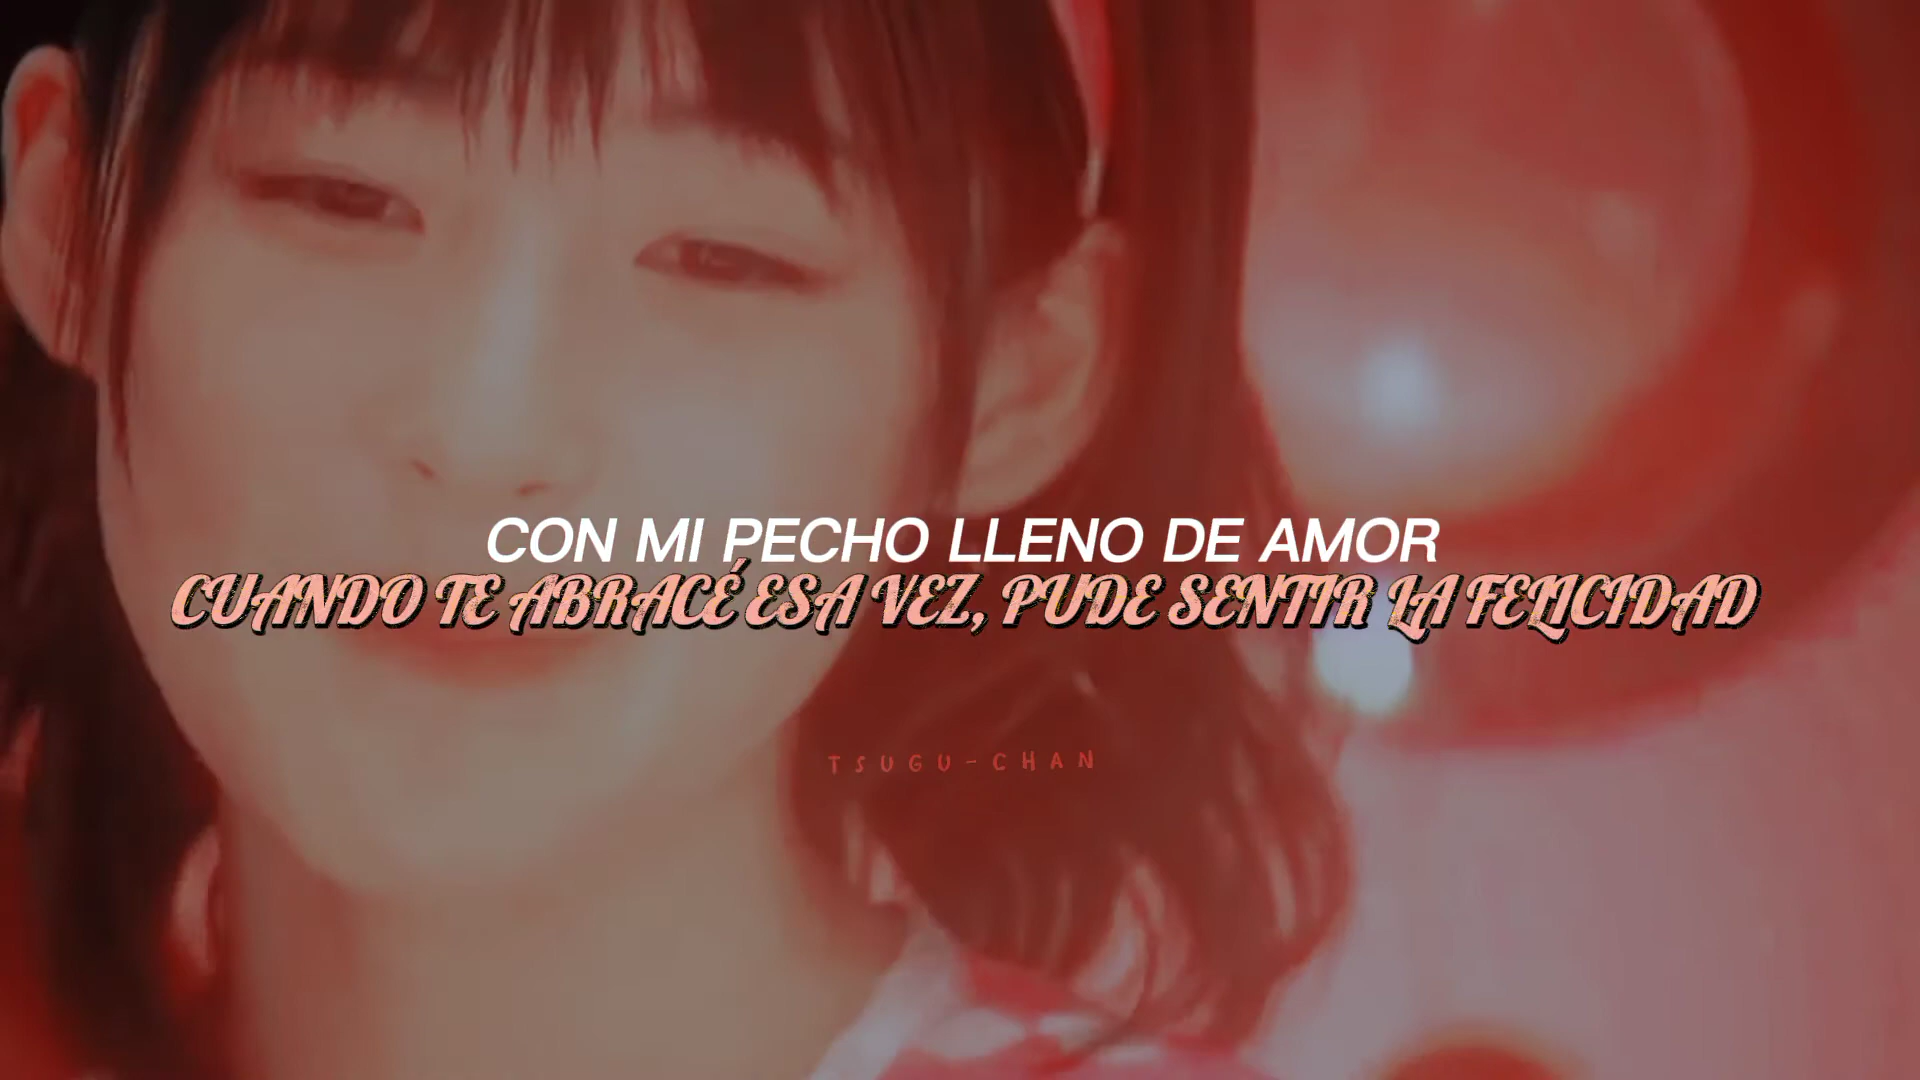 CON MI PECHO LLENO DE AMOR
CUANDO TE ABRACÉ ESA VEZ, PUDE SENTIR LA FELICIDAD
TSUGU-CHAN